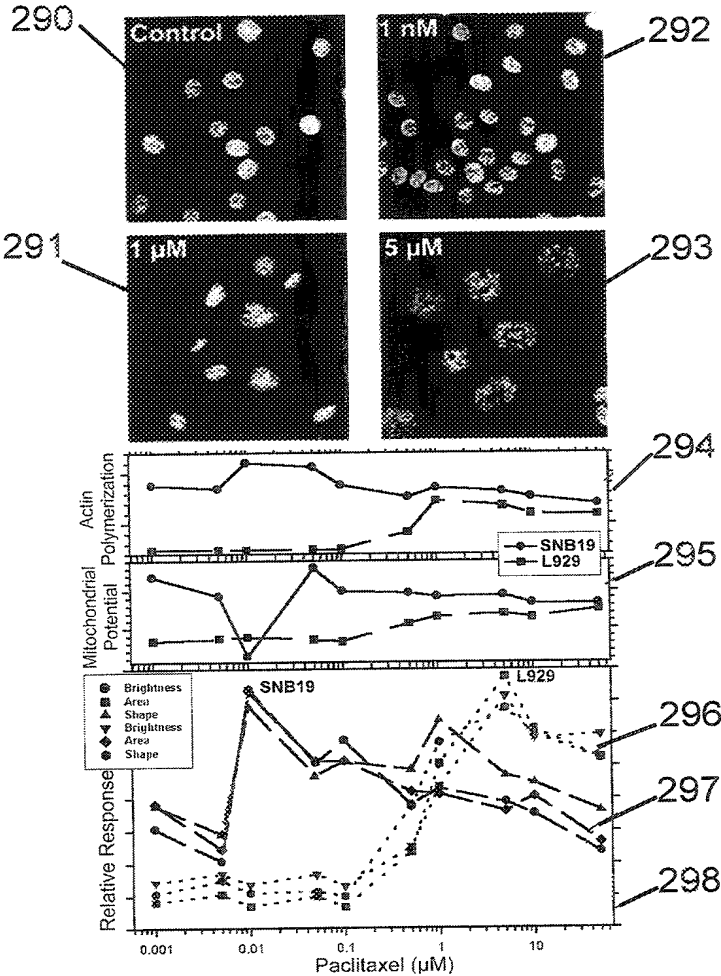 290
Control
1 nM
292
291
1 µM
5 µM
293
294
Actin
Polymerization
SNB19
L929
295
Mitochondrial
Potential
Brightness
Area
Shape
Brightness
Area
Shape
SNB19
L929
296
297
Relative Response
298
0.001
0.01
0.1
1
10
Paclitaxel (µM)